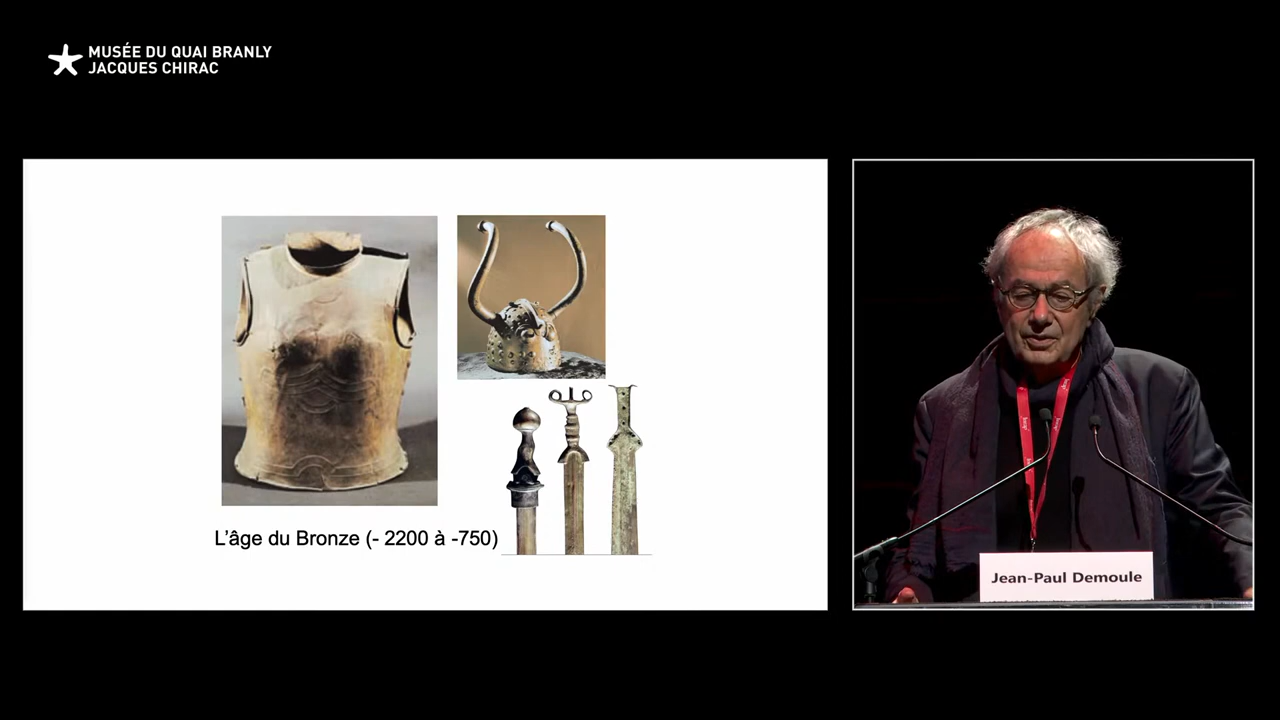 MUSÉE DU QUAI BRANLY
JACQUES CHIRAC
L'âge du Bronze (- 2200 à -750)
Jean-Paul Demoule